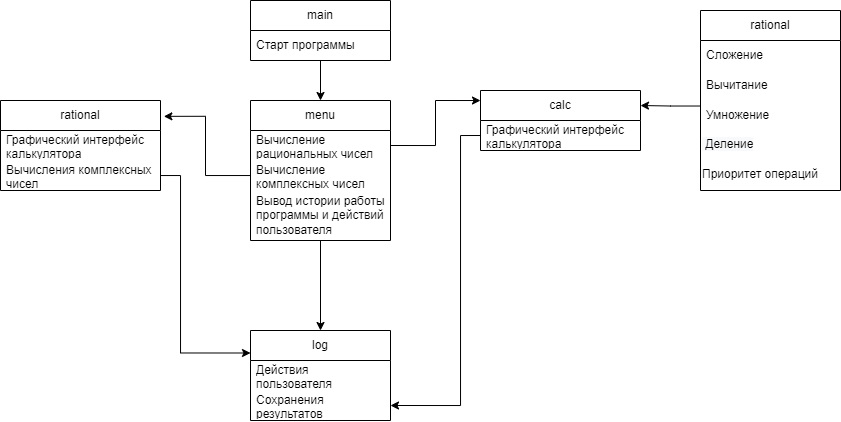 main
Старт программы
rational
Сложение
Вычитание
Умножение
Деление
Приоритет операций
rational
Графический интерфейс
калькулятора
Вычисления комплексных
чисел
menu
Вычисление
рациональных чисел
Вычисление
комплексных чисел
Вывод истории работы
программы и действий
пользователя
calc
Графический интерфейс
калькулятора
log
Действия
пользователя
Сохранения
результатов